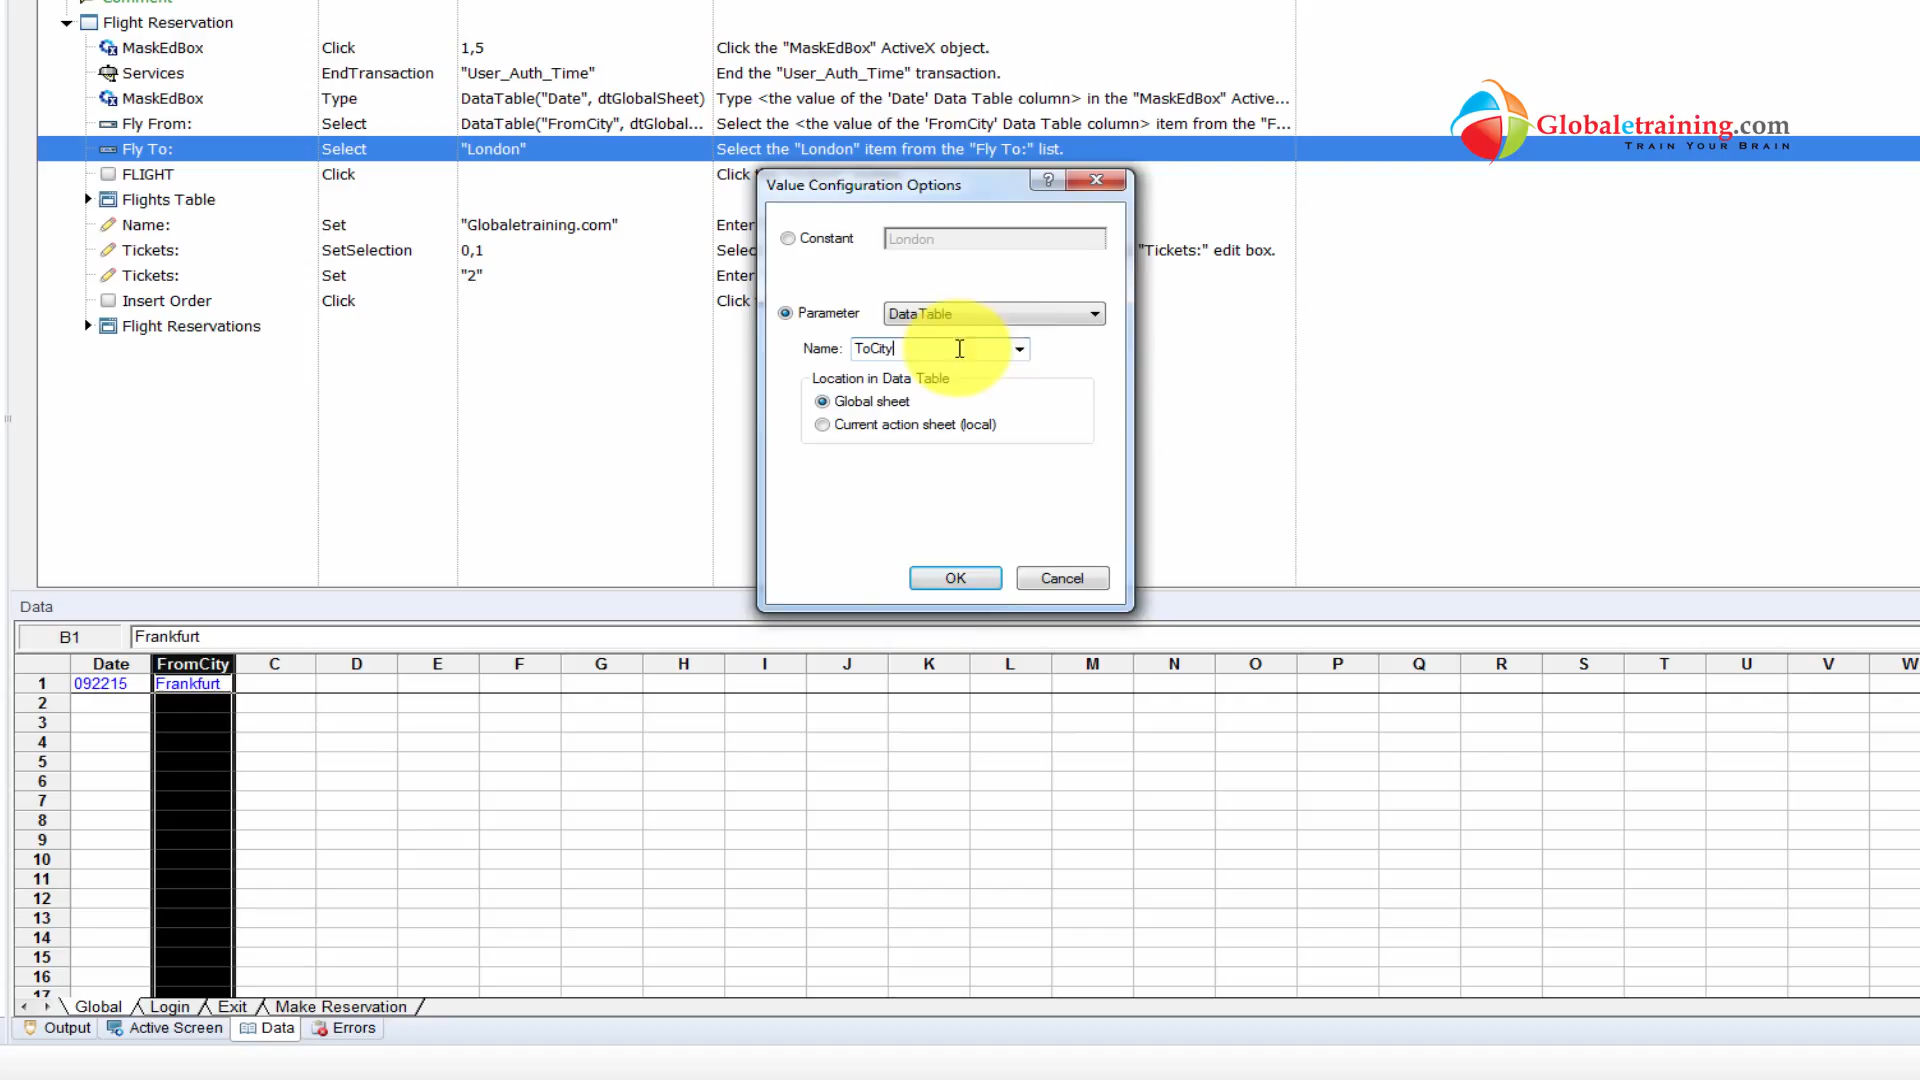 Comment
Flight Reservation
MaskEdBox Click 1,5 Click the "MaskEdBox" ActiveX object.
Services EndTransaction "User_Auth_Time" End the "User_Auth_Time" transaction.
MaskEdBox Type DataTable("Date", dtGlobalSheet) Type <the value of the 'Date' Data Table column> in the "MaskEdBox" Active...
Fly From: Select DataTable("FromCity", dtGlobal... Select the <the value of the 'FromCity' Data Table column> item from the "F...
Fly To: Select "London" Select the "London" item from the "Fly To:" list.
FLIGHT Click Click
Flights Table
Name: Set "Globaletraining.com" Enter
Tickets: SetSelection 0,1 Selec "Tickets:" edit box.
Tickets: Set "2" Enter
Insert Order Click Click
Flight Reservations
Globaletraining.com
TRAIN YOUR BRAIN
Value Configuration Options
?
Constant London
Parameter DataTable
Name: ToCity
Location in Data Table
Global sheet
Current action sheet (local)
OK Cancel
Data
B1 Frankfurt
Date FromCity C D E F G H I J K L M N O P Q R S T U V W
1 092215 Frankfurt
2
3
4
5
6
7
8
9
10
11
12
13
14
15
16
17
Global Login Exit Make Reservation
Output Active Screen Data Errors